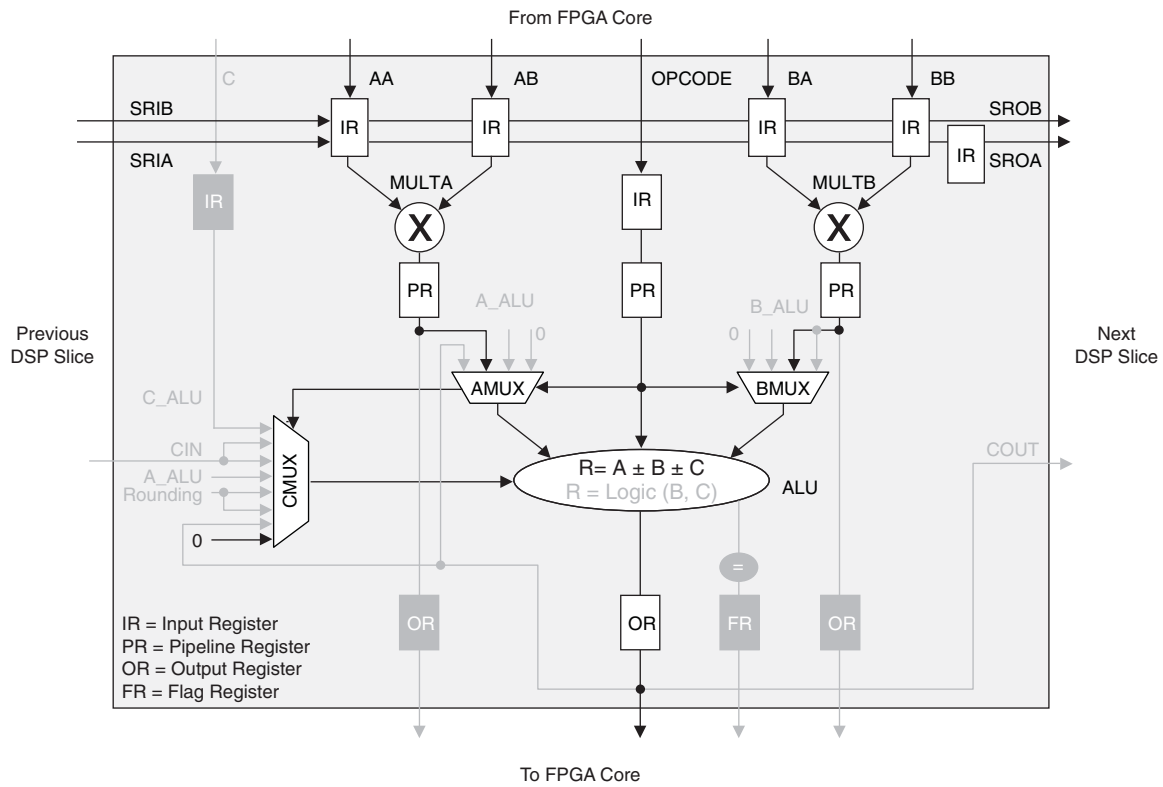 From FPGA Core
C
AA
AB
OPCODE
BA
BB
SRIB
SROB
IR
IR
IR
IR
SRIA
IR
SROA
IR
MULTA
IR
MULTB
X
X
PR
PR
PR
A_ALU
B_ALU
Previous
DSP Slice
0
0
Next
DSP Slice
AMUX
BMUX
C_ALU
CIN
COUT
R= A ± B ± C
A_ALU
CMUX
ALU
Rounding
R = Logic (B, C)
0
=
IR = Input Register
OR
OR
FR
OR
PR = Pipeline Register
OR = Output Register
FR = Flag Register
To FPGA Core